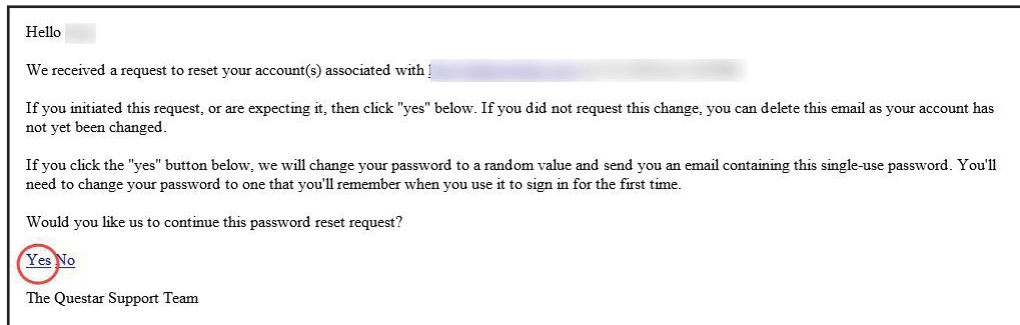 Hello
We received a request to reset your account(s) associated with
If you initiated this request, or are expecting it, then click "yes" below. If you did not request this change, you can delete this email as your account has
not yet been changed.
If you click the "yes" button below, we will change your password to a random value and send you an email containing this single-use password. You'll
need to change your password to one that you'll remember when you use it to sign in for the first time.
Would you like us to continue this password reset request?
Yes No
The Questar Support Team